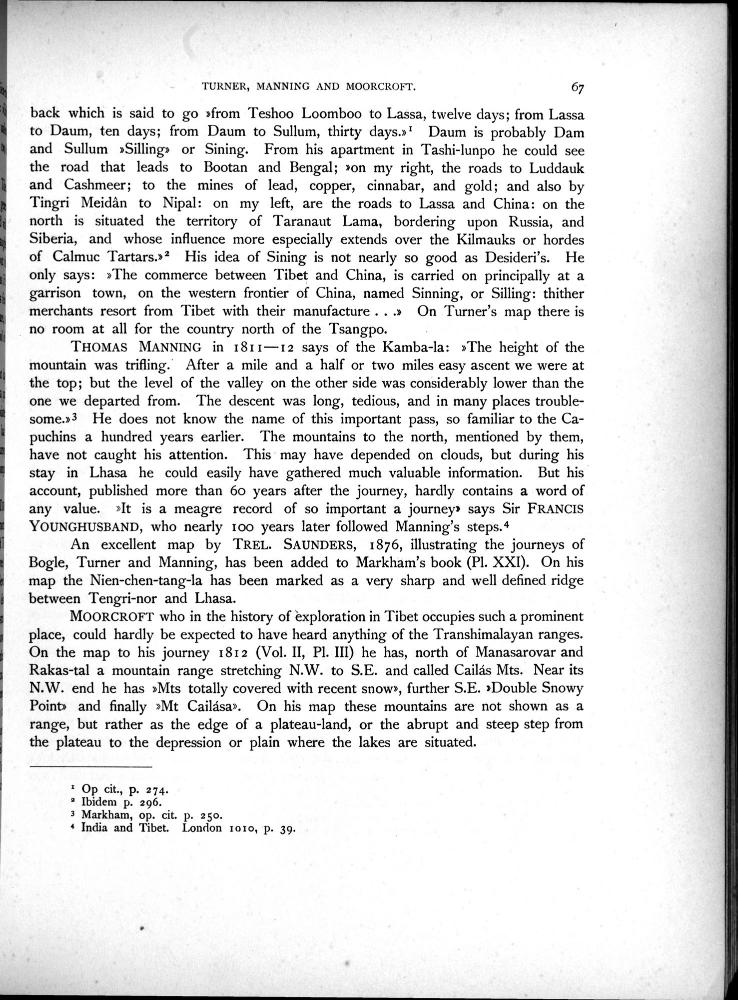 TURNER, MANNING AND MOORCROFT. 67
back which is said to go »from Teshoo Loomboo to Lassa, twelve days; from Lassa
to Daum, ten days; from Daum to Sullum, thirty days.»¹ Daum is probably Dam
and Sullum »Silling» or Sining. From his apartment in Tashi-lunpo he could see
the road that leads to Bootan and Bengal; »on my right, the roads to Luddauk
and Cashmeer; to the mines of lead, copper, cinnabar, and gold; and also by
Tingri Meidân to Nipal: on my left, are the roads to Lassa and China: on the
north is situated the territory of Taranaut Lama, bordering upon Russia, and
Siberia, and whose influence more especially extends over the Kilmauks or hordes
of Calmuc Tartars.»² His idea of Sining is not nearly so good as Desideri's. He
only says: »The commerce between Tibet and China, is carried on principally at a
garrison town, on the western frontier of China, named Sinning, or Silling: thither
merchants resort from Tibet with their manufacture . . .» On Turner's map there is
no room at all for the country north of the Tsangpo.
THOMAS MANNING in 1811—12 says of the Kamba-la: »The height of the
mountain was trifling. After a mile and a half or two miles easy ascent we were at
the top; but the level of the valley on the other side was considerably lower than the
one we departed from. The descent was long, tedious, and in many places trouble-
some.»³ He does not know the name of this important pass, so familiar to the Ca-
puchins a hundred years earlier. The mountains to the north, mentioned by them,
have not caught his attention. This may have depended on clouds, but during his
stay in Lhasa he could easily have gathered much valuable information. But his
account, published more than 60 years after the journey, hardly contains a word of
any value. »It is a meagre record of so important a journey» says Sir FRANCIS
YOUNGHUSBAND, who nearly 100 years later followed Manning's steps.⁴
An excellent map by TREL. SAUNDERS, 1876, illustrating the journeys of
Bogle, Turner and Manning, has been added to Markham's book (Pl. XXI). On his
map the Nien-chen-tang-la has been marked as a very sharp and well defined ridge
between Tengri-nor and Lhasa.
MOORCROFT who in the history of exploration in Tibet occupies such a prominent
place, could hardly be expected to have heard anything of the Transhimalayan ranges.
On the map to his journey 1812 (Vol. II, Pl. III) he has, north of Manasarovar and
Rakas-tal a mountain range stretching N.W. to S.E. and called Cailás Mts. Near its
N.W. end he has »Mts totally covered with recent snow», further S.E. »Double Snowy
Point» and finally »Mt Cailása». On his map these mountains are not shown as a
range, but rather as the edge of a plateau-land, or the abrupt and steep step from
the plateau to the depression or plain where the lakes are situated.
¹ Op cit., p. 274.
² Ibidem p. 296.
³ Markham, op. cit. p. 250.
⁴ India and Tibet. London 1010, p. 39.